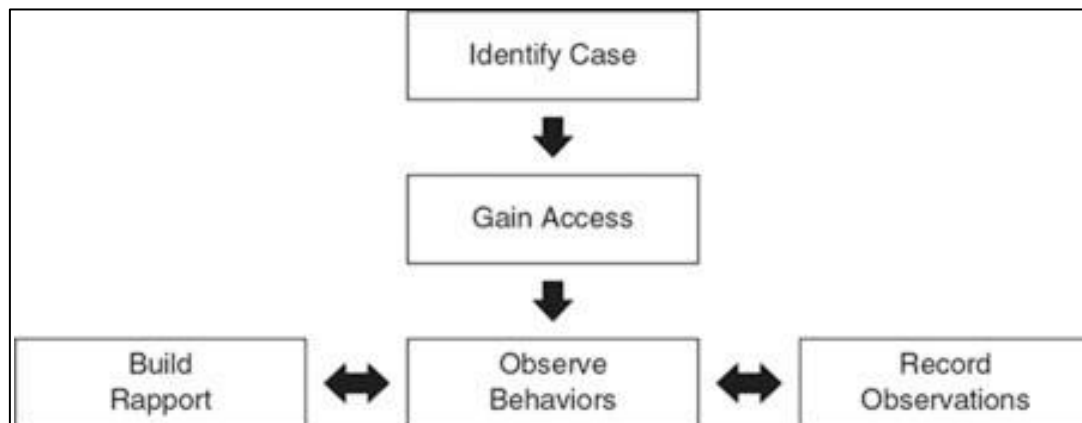 Identify Case
Gain Access
Build
Rapport
Observe
Behaviors
Record
Observations